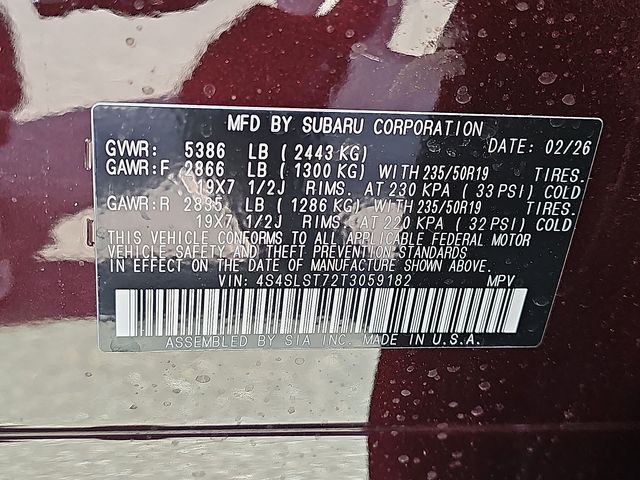 MFD BY SUBARU CORPORATION
GVWR: 5386 LB ( 2443 KG) DATE: 02/26
GAWR: F 2866 LB ( 1300 KG) WITH 235/50R19 TIRES.
19X7 1/2J RIMS. AT 230 KPA ( 33 PSI) COLD
GAWR: R 2835 LB ( 1286 KG) WITH 235/50R19 TIRES.
19X7 1/2J RIMS. AT 220 KPA ( 32 PSI) COLD
THIS VEHICLE CONFORMS TO ALL APPLICABLE FEDERAL MOTOR
VEHICLE SAFETY AND THEFT PREVENTION STANDARDS
IN EFFECT ON THE DATE OF MANUFACTURE SHOWN ABOVE.
VIN: 4S4SLST72T3059182 MPV
ASSEMBLED BY SIA INC. MADE IN U.S.A.